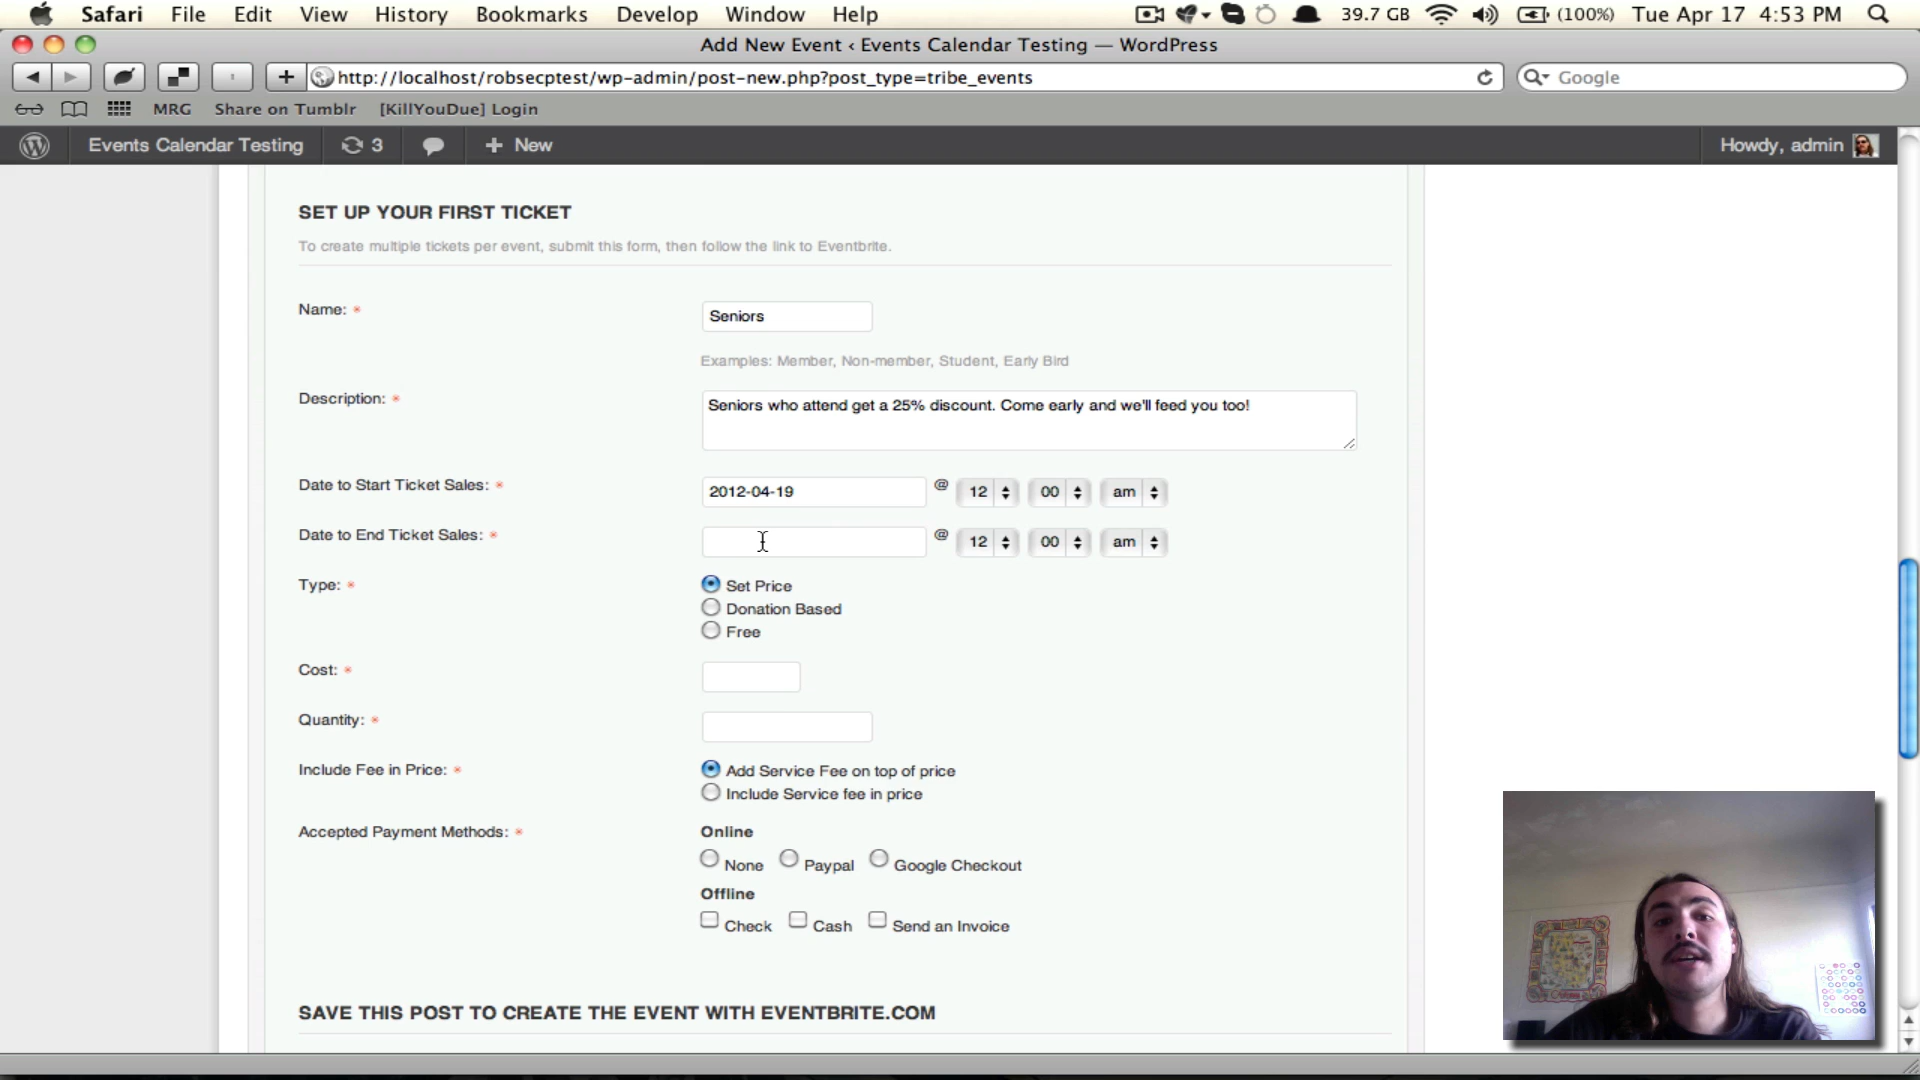 Safari File Edit View History Bookmarks Develop Window Help 39.7 GB (100%) Tue Apr 17 4:53 PM
Add New Event ‹ Events Calendar Testing — WordPress
http://localhost/robsecptest/wp-admin/post-new.php?post_type=tribe_events Google
MRG Share on Tumblr [KillYouDue] Login
Events Calendar Testing 3 + New Howdy, admin
SET UP YOUR FIRST TICKET
To create multiple tickets per event, submit this form, then follow the link to Eventbrite.
Name: * Seniors
Examples: Member, Non-member, Student, Early Bird
Description: * Seniors who attend get a 25% discount. Come early and we'll feed you too!
Date to Start Ticket Sales: * 2012-04-19 @ 12 00 am
Date to End Ticket Sales: * @ 12 00 am
Type: * Set Price
Donation Based
Free
Cost: *
Quantity: *
Include Fee in Price: * Add Service Fee on top of price
Include Service fee in price
Accepted Payment Methods: * Online
None Paypal Google Checkout
Offline
Check Cash Send an Invoice
SAVE THIS POST TO CREATE THE EVENT WITH EVENTBRITE.COM